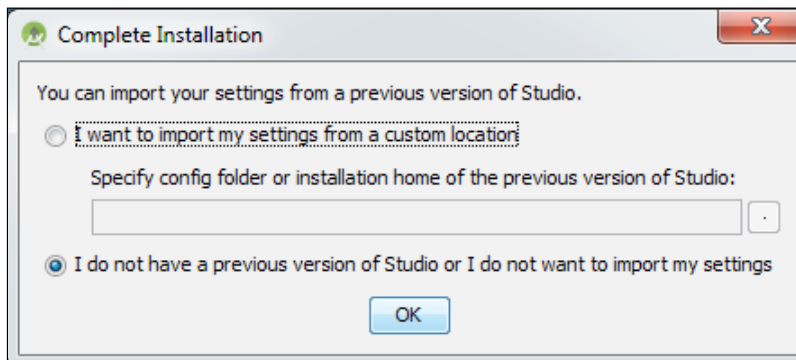 Complete Installation
You can import your settings from a previous version of Studio.
I want to import my settings from a custom location
Specify config folder or installation home of the previous version of Studio:
.
I do not have a previous version of Studio or I do not want to import my settings
OK